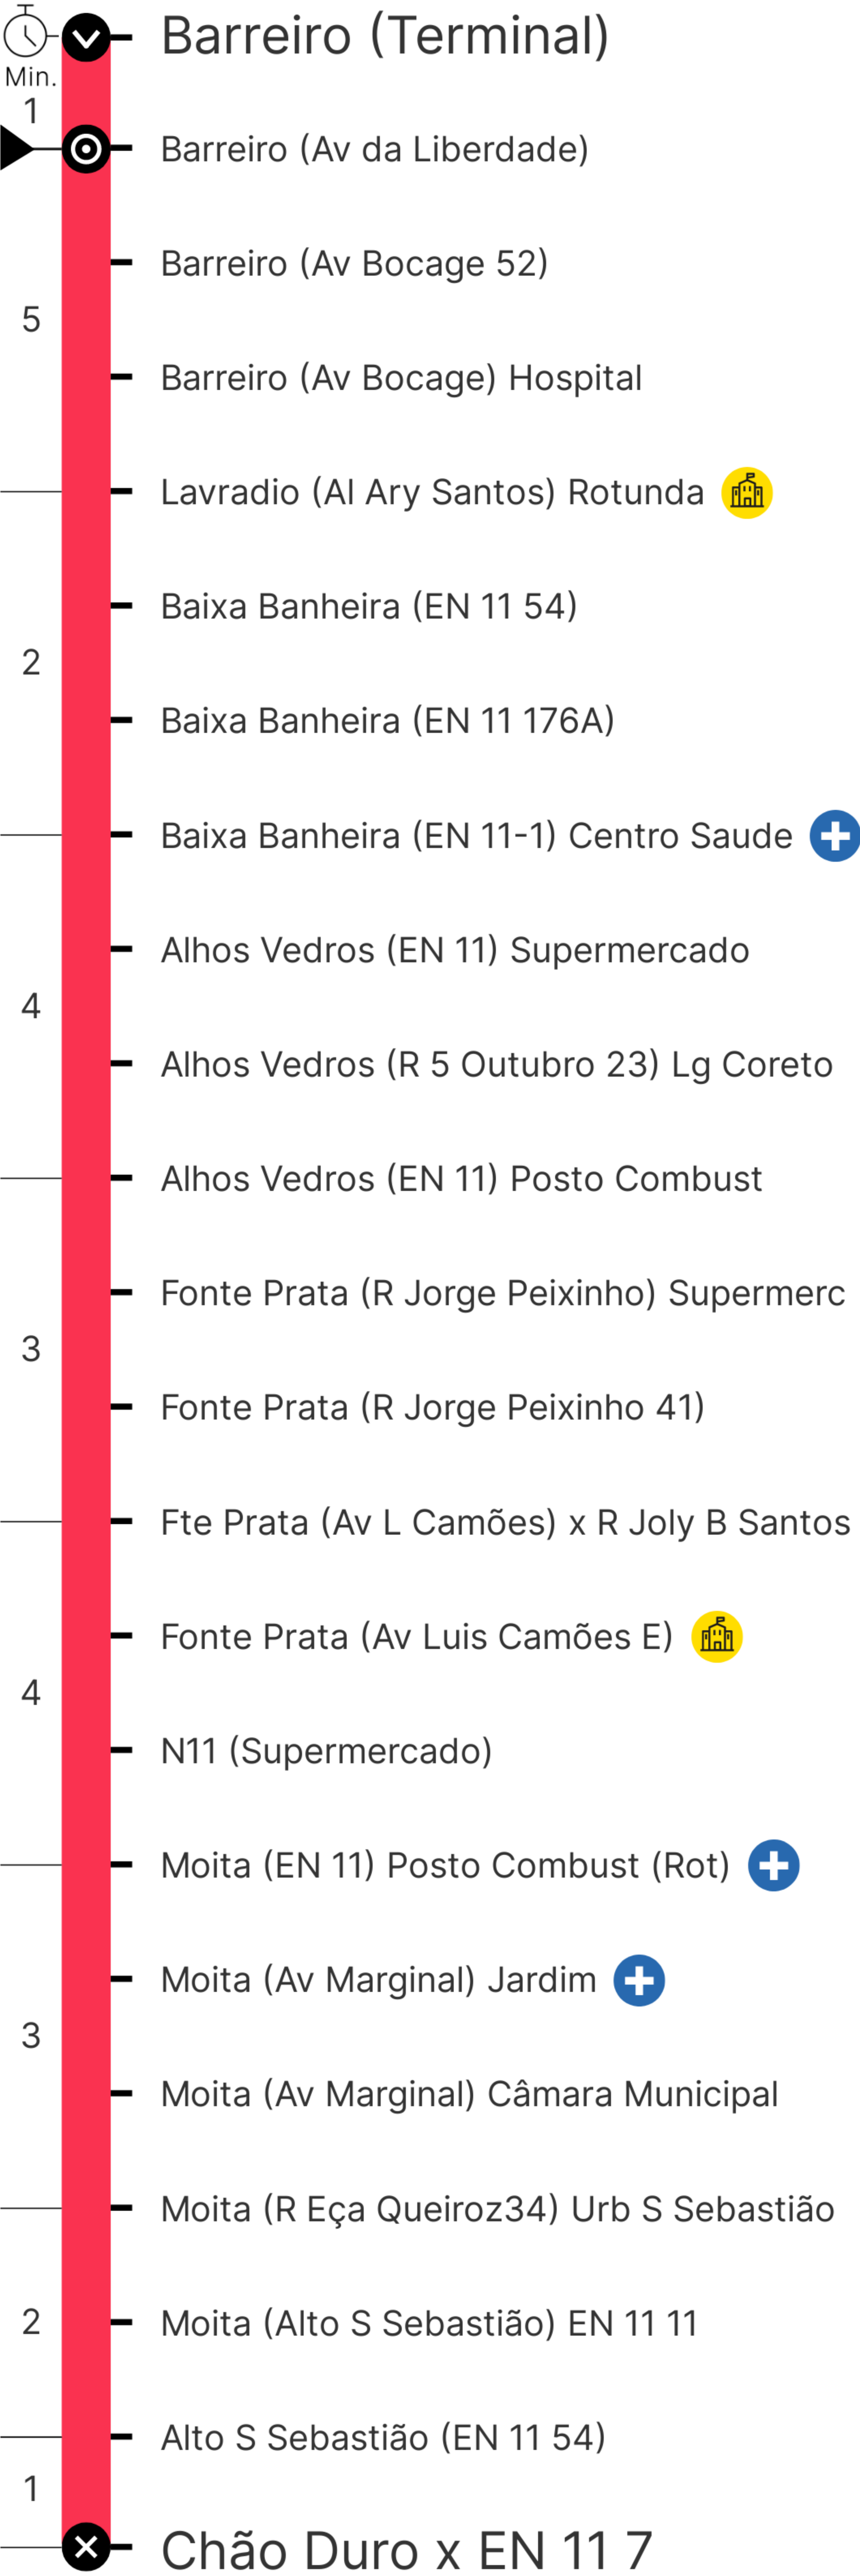 Barreiro (Terminal)
Min.
1
Barreiro (Av da Liberdade)
Barreiro (Av Bocage 52)
5
Barreiro (Av Bocage) Hospital
Lavradio (Al Ary Santos) Rotunda
Baixa Banheira (EN 11 54)
2
Baixa Banheira (EN 11 176A)
Baixa Banheira (EN 11-1) Centro Saude
Alhos Vedros (EN 11) Supermercado
4
Alhos Vedros (R 5 Outubro 23) Lg Coreto
Alhos Vedros (EN 11) Posto Combust
Fonte Prata (R Jorge Peixinho) Supermerc
3
Fonte Prata (R Jorge Peixinho 41)
Fte Prata (Av L Camões) x R Joly B Santos
Fonte Prata (Av Luis Camões E)
4
N11 (Supermercado)
Moita (EN 11) Posto Combust (Rot)
Moita (Av Marginal) Jardim
3
Moita (Av Marginal) Câmara Municipal
Moita (R Eça Queiroz34) Urb S Sebastião
2
Moita (Alto S Sebastião) EN 11 11
Alto S Sebastião (EN 11 54)
1
Chão Duro x EN 11 7